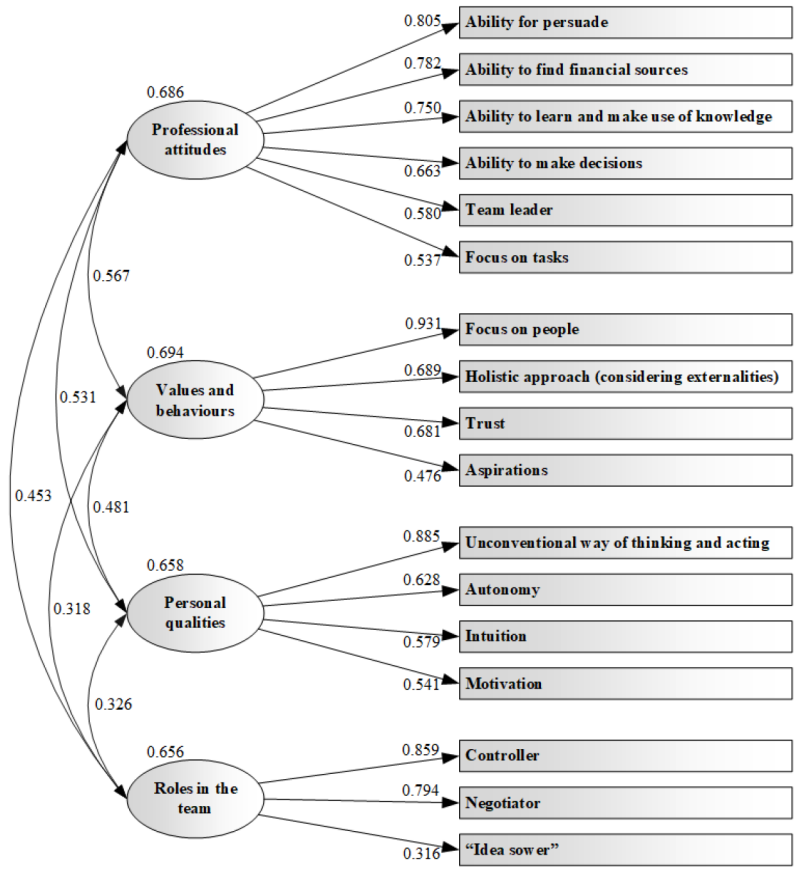 0.805
Ability for persuade
0.782
Ability to find financial sources
0.686
0.750
Ability to learn and make use of knowledge
Professional
attitudes
0.663
Ability to make decisions
0.580
Team leader
0.537
Focus on tasks
0.567
0.931
Focus on people
0.694
0.689
Holistic approach (considering externalities)
Values and
behaviours
0.681
Trust
0.476
Aspirations
0.531
0.453
0.481
0.885
Unconventional way of thinking and acting
0.658
0.628
Autonomy
Personal
qualities
0.579
Intuition
0.541
Motivation
0.318
0.326
0.656
0.859
Controller
Roles in the
team
0.794
Negotiator
0.316
“Idea sower”